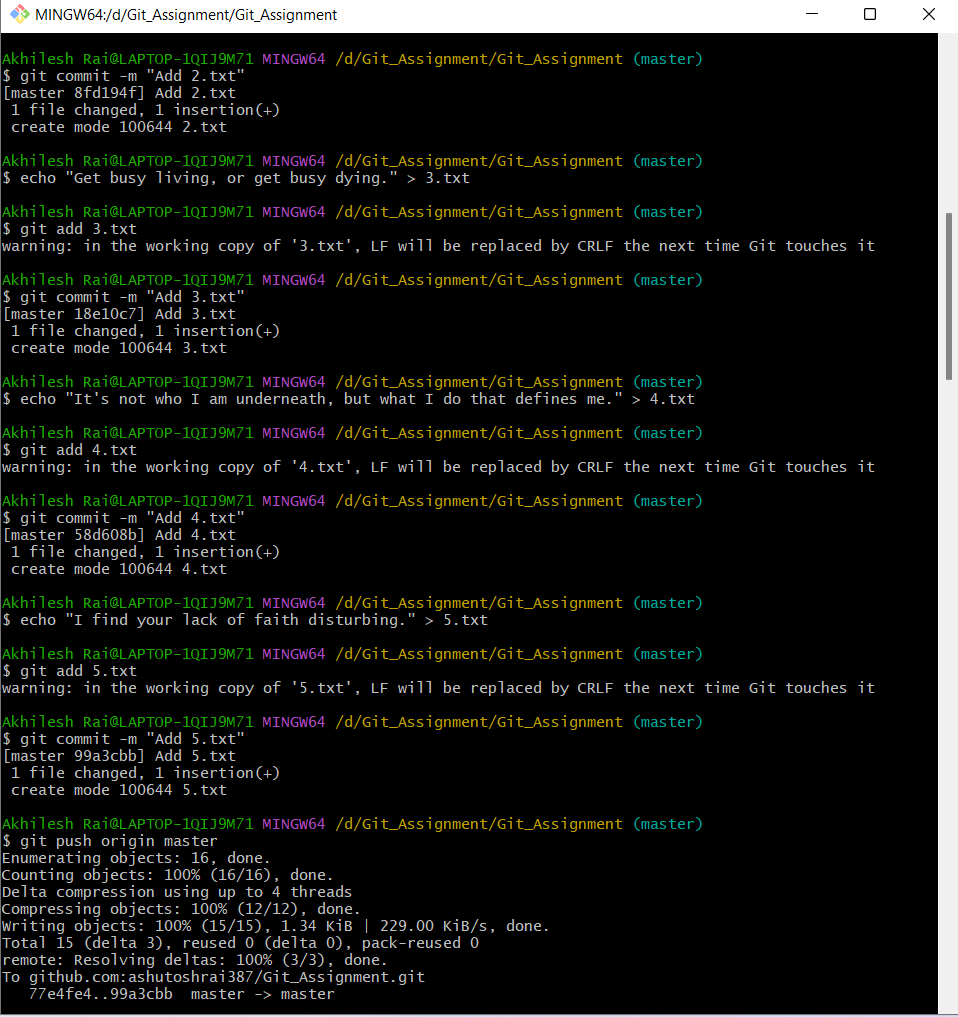 MINGW64:/d/Git_Assignment/Git_Assignment
Akhilesh Rai@LAPTOP-1QIJ9M71 MINGW64 /d/Git_Assignment/Git_Assignment (master)
$ git commit -m "Add 2.txt"
[master 8fd194f] Add 2.txt
 1 file changed, 1 insertion(+)
 create mode 100644 2.txt
Akhilesh Rai@LAPTOP-1QIJ9M71 MINGW64 /d/Git_Assignment/Git_Assignment (master)
$ echo "Get busy living, or get busy dying." > 3.txt
Akhilesh Rai@LAPTOP-1QIJ9M71 MINGW64 /d/Git_Assignment/Git_Assignment (master)
$ git add 3.txt
warning: in the working copy of '3.txt', LF will be replaced by CRLF the next time Git touches it
Akhilesh Rai@LAPTOP-1QIJ9M71 MINGW64 /d/Git_Assignment/Git_Assignment (master)
$ git commit -m "Add 3.txt"
[master 18e10c7] Add 3.txt
 1 file changed, 1 insertion(+)
 create mode 100644 3.txt
Akhilesh Rai@LAPTOP-1QIJ9M71 MINGW64 /d/Git_Assignment/Git_Assignment (master)
$ echo "It's not who I am underneath, but what I do that defines me." > 4.txt
Akhilesh Rai@LAPTOP-1QIJ9M71 MINGW64 /d/Git_Assignment/Git_Assignment (master)
$ git add 4.txt
warning: in the working copy of '4.txt', LF will be replaced by CRLF the next time Git touches it
Akhilesh Rai@LAPTOP-1QIJ9M71 MINGW64 /d/Git_Assignment/Git_Assignment (master)
$ git commit -m "Add 4.txt"
[master 58d608b] Add 4.txt
 1 file changed, 1 insertion(+)
 create mode 100644 4.txt
Akhilesh Rai@LAPTOP-1QIJ9M71 MINGW64 /d/Git_Assignment/Git_Assignment (master)
$ echo "I find your lack of faith disturbing." > 5.txt
Akhilesh Rai@LAPTOP-1QIJ9M71 MINGW64 /d/Git_Assignment/Git_Assignment (master)
$ git add 5.txt
warning: in the working copy of '5.txt', LF will be replaced by CRLF the next time Git touches it
Akhilesh Rai@LAPTOP-1QIJ9M71 MINGW64 /d/Git_Assignment/Git_Assignment (master)
$ git commit -m "Add 5.txt"
[master 99a3cbb] Add 5.txt
 1 file changed, 1 insertion(+)
 create mode 100644 5.txt
Akhilesh Rai@LAPTOP-1QIJ9M71 MINGW64 /d/Git_Assignment/Git_Assignment (master)
$ git push origin master
Enumerating objects: 16, done.
Counting objects: 100% (16/16), done.
Delta compression using up to 4 threads
Compressing objects: 100% (12/12), done.
Writing objects: 100% (15/15), 1.34 KiB | 229.00 KiB/s, done.
Total 15 (delta 3), reused 0 (delta 0), pack-reused 0
remote: Resolving deltas: 100% (3/3), done.
To github.com:ashutoshrai387/Git_Assignment.git
   77e4fe4..99a3cbb  master -> master